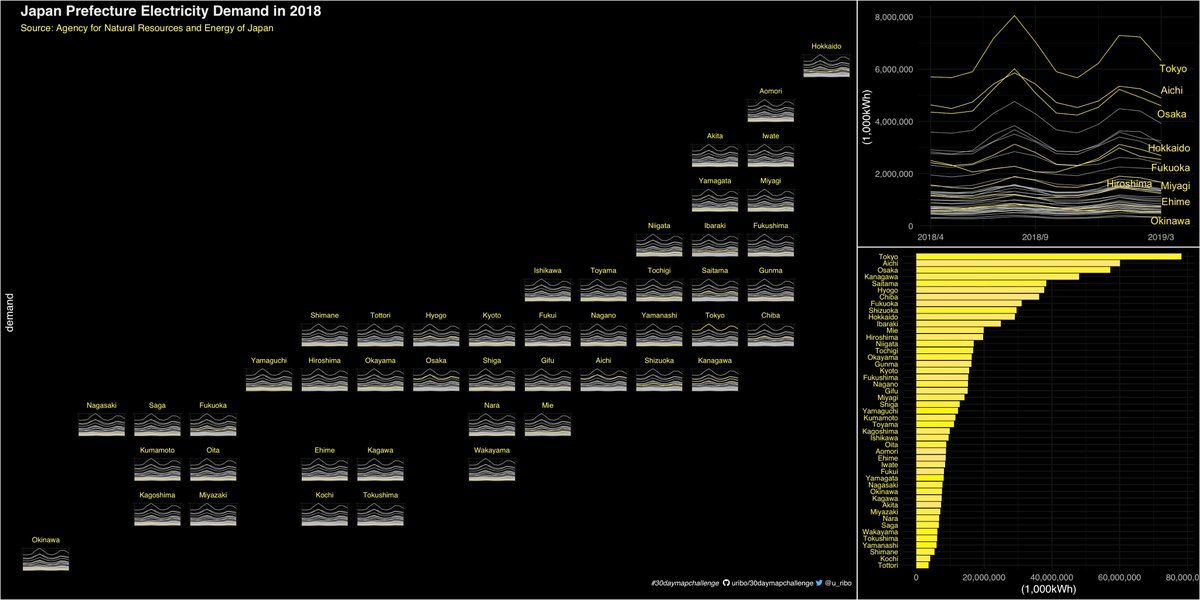 Japan Prefecture Electricity Demand in 2018
Source: Agency for Natural Resources and Energy of Japan
Hokkaido
Aomori
Akita Iwate
Yamagata Miyagi
Niigata Ibaraki Fukushima
Ishikawa Toyama Tochigi Saitama Gunma
Shimane Tottori Hyogo Kyoto Fukui Nagano Yamanashi Tokyo Chiba
Yamaguchi Hiroshima Okayama Osaka Shiga Gifu Aichi Shizuoka Kanagawa
Nagasaki Saga Fukuoka Nara Mie
Kumamoto Oita Ehime Kagawa Wakayama
Kagoshima Miyazaki Kochi Tokushima
Okinawa
demand
#30daymapchallenge uribo/30daymapchallenge @u_ribo
(1,000kWh)
8,000,000
6,000,000
4,000,000
2,000,000
0
Tokyo
Aichi
Osaka
Hokkaido
Fukuoka
Hiroshima Miyagi
Ehime
Okinawa
2018/4 2018/9 2019/3
Tokyo
Aichi
Osaka
Kanagawa
Saitama
Hyogo
Chiba
Fukuoka
Shizuoka
Hokkaido
Ibaraki
Mie
Hiroshima
Niigata
Tochigi
Okayama
Gunma
Kyoto
Fukushima
Nagano
Gifu
Miyagi
Shiga
Yamaguchi
Kumamoto
Toyama
Kagoshima
Ishikawa
Oita
Aomori
Ehime
Iwate
Fukui
Yamagata
Nagasaki
Okinawa
Kagawa
Akita
Miyazaki
Nara
Saga
Wakayama
Tokushima
Yamanashi
Shimane
Kochi
Tottori
0 20,000,000 40,000,000 60,000,000 80,000,0
(1,000kWh)